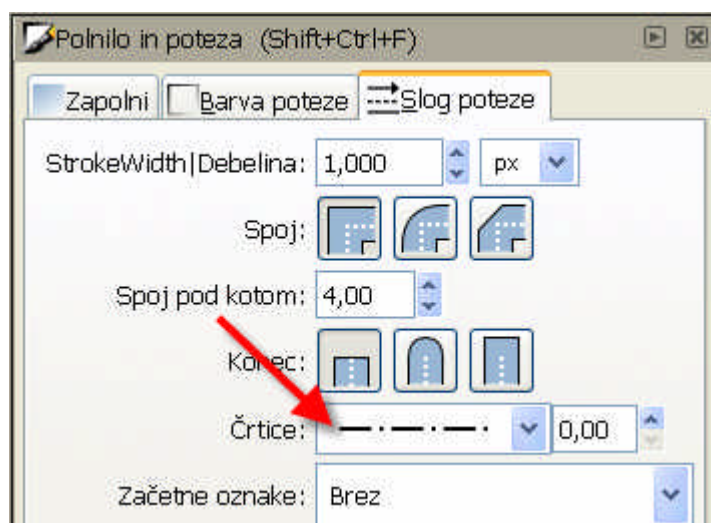 Polnilo in poteza (Shift+Ctrl+F)
Zapolni Barva poteze Slog poteze
StrokeWidth|Debelina: 1,000 px
Spoj:
Spoj pod kotom: 4,00
Konec:
Črtice: 0,00
Začetne oznake: Brez